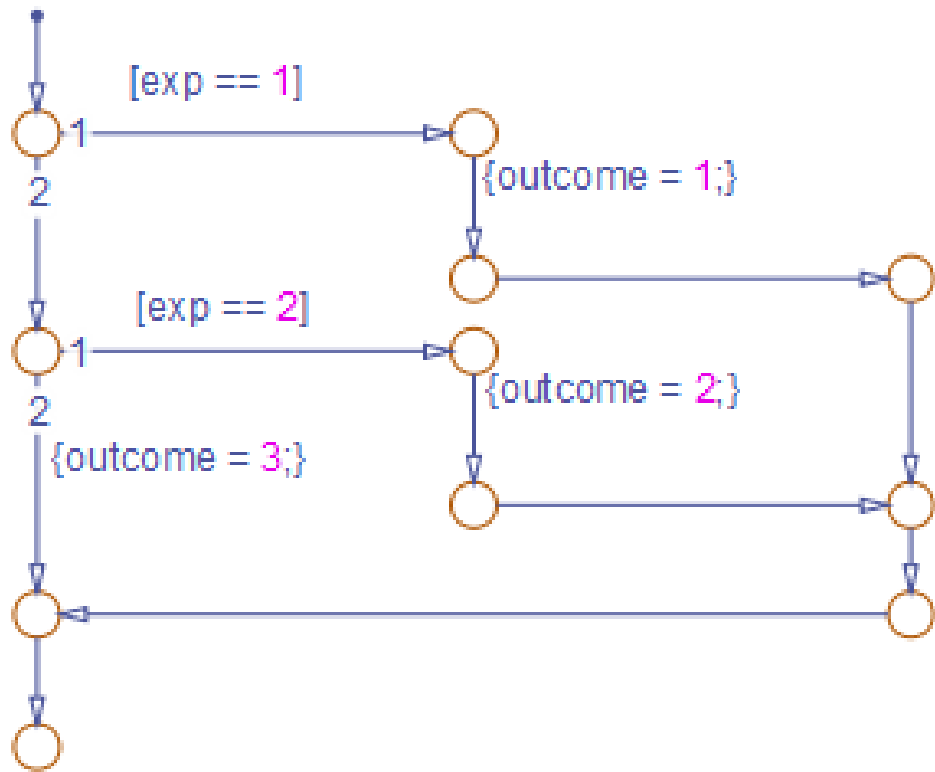 [exp == 1]
1
{outcome = 1;}
2
[exp == 2]
1
{outcome = 2;}
2
{outcome = 3;}